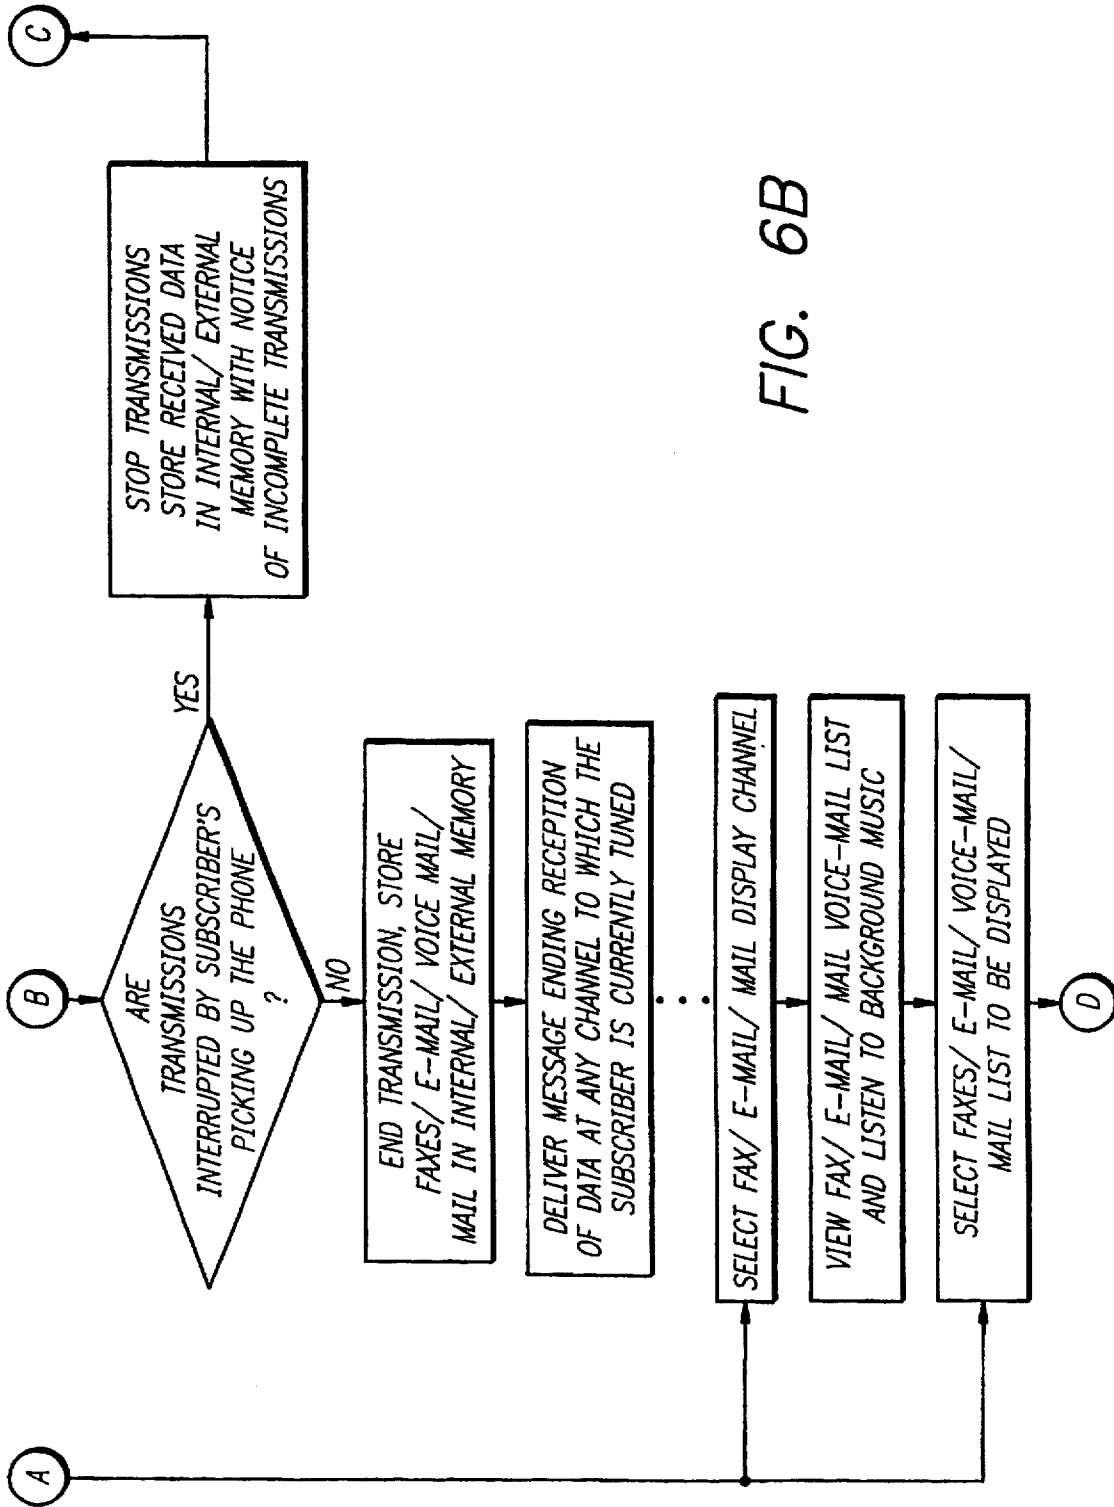 A
B
C
ARE
TRANSMISSIONS
INTERRUPTED BY SUBSCRIBER'S
PICKING UP THE PHONE
?
YES
STOP TRANSMISSIONS
STORE RECEIVED DATA
IN INTERNAL/ EXTERNAL
MEMORY WITH NOTICE
OF INCOMPLETE TRANSMISSIONS
NO
END TRANSMISSION, STORE
FAXES/ E-MAIL/ VOICE MAIL/
MAIL IN INTERNAL/ EXTERNAL MEMORY
DELIVER MESSAGE ENDING RECEPTION
OF DATA AT ANY CHANNEL TO WHICH THE
SUBSCRIBER IS CURRENTLY TUNED
SELECT FAX/ E-MAIL/ MAIL DISPLAY CHANNEL
VIEW FAX/ E-MAIL/ MAIL VOICE-MAIL LIST
AND LISTEN TO BACKGROUND MUSIC
SELECT FAXES/ E-MAIL/ VOICE-MAIL/
MAIL LIST TO BE DISPLAYED
D
FIG. 6B